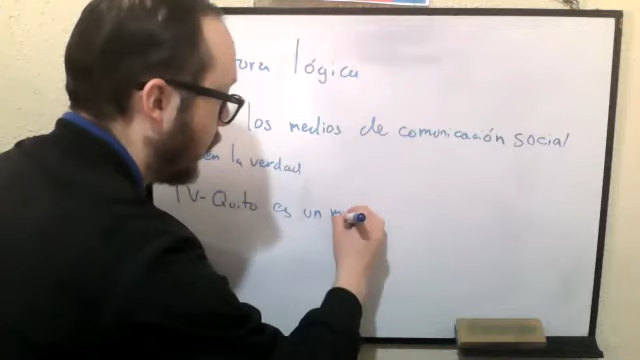 lógica
los medios de comunicación social
en la verdad
TV-Quito es un